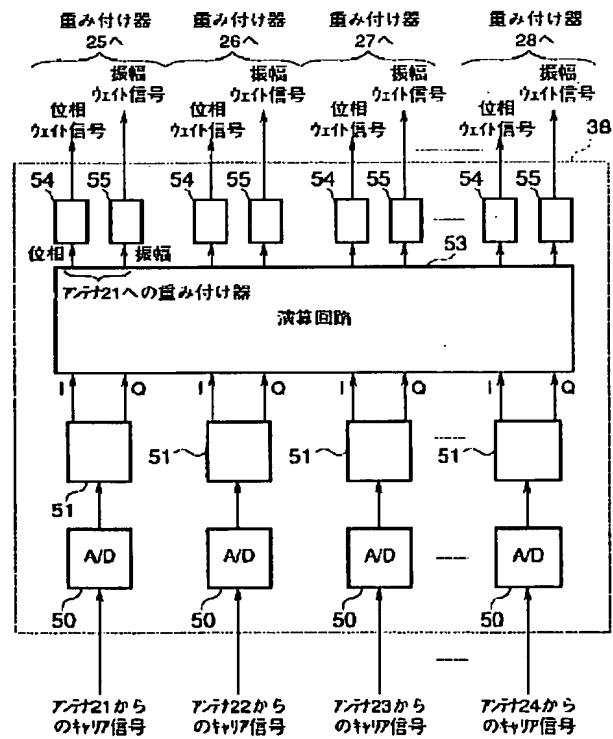 重み付け器 重み付け器 重み付け器 重み付け器
25へ 26へ 27へ 28へ
振幅 振幅 振幅 振幅
位相 ウェイト信号 位相 ウェイト信号 位相 ウェイト信号 位相 ウェイト信号
ウェイト信号 ウェイト信号 ウェイト信号 ウェイト信号
38
54 55 54 55 54 55 54 55
位相 振幅 53
アンテナ21への重み付け器
演算回路
I Q I Q I Q I Q
51 51 51 51
A/D A/D A/D A/D
50 50 50 50
アンテナ21から アンテナ22から アンテナ23から アンテナ24から
のキャリア信号 のキャリア信号 のキャリア信号 のキャリア信号